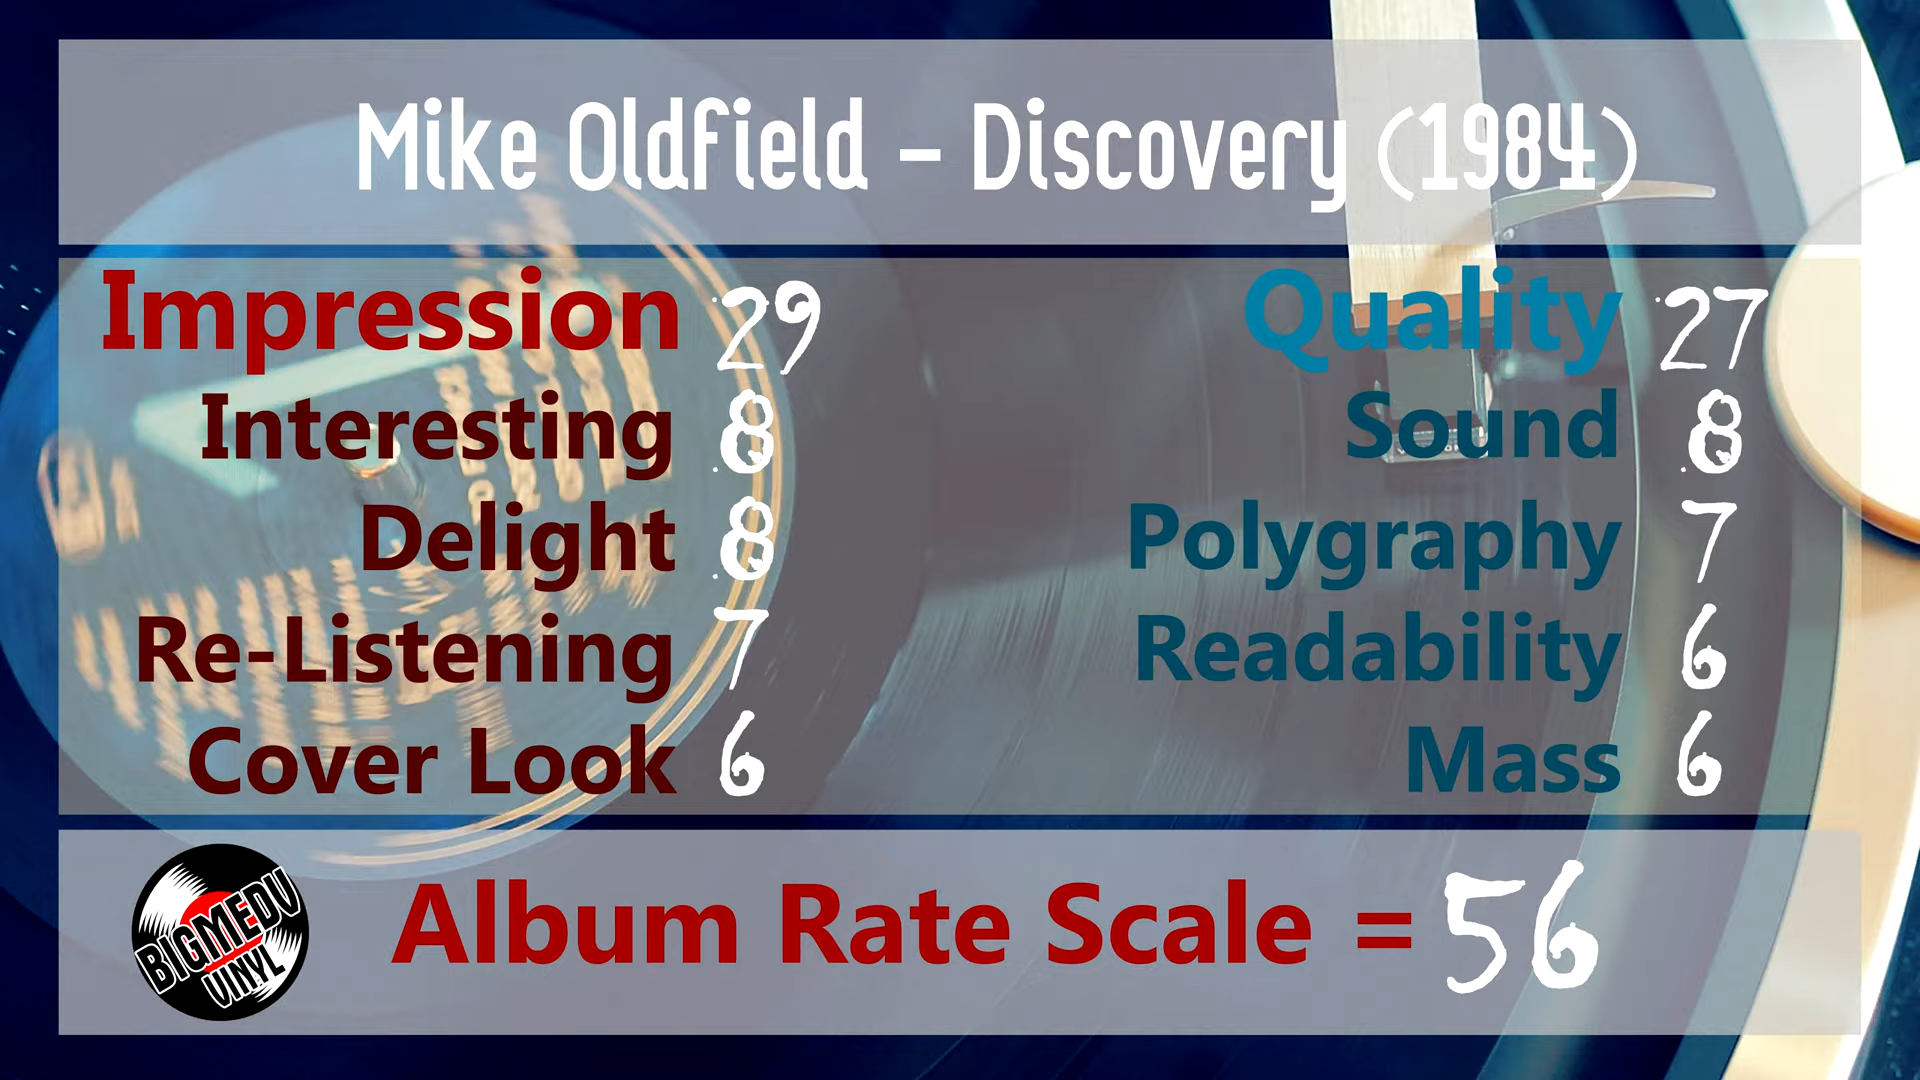 Mike Oldfield – Discovery (1984)
Impression 29
Interesting 8
Delight 8
Re-Listening 7
Cover Look 6
Quality 27
Sound 8
Polygraphy 7
Readability 6
Mass 6
BIGMEDV
VINYL
Album Rate Scale = 56